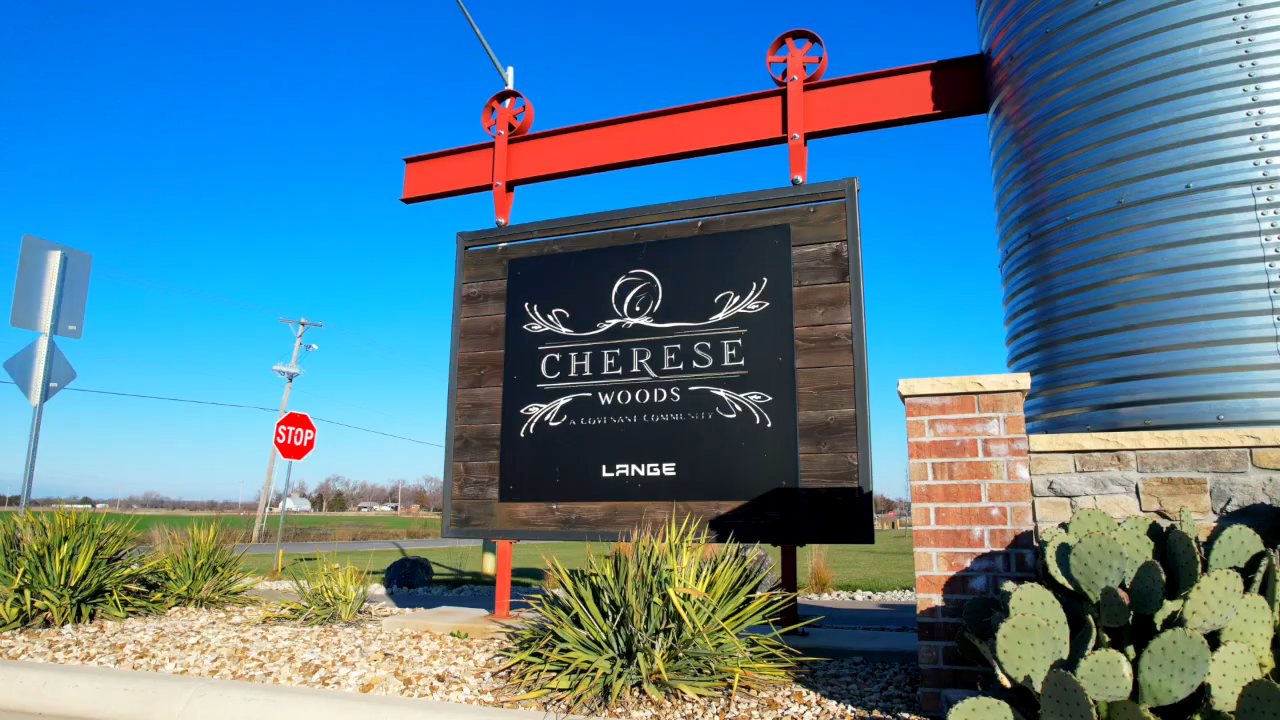 C
CHERESE
WOODS
A COVENANT COMMUNITY
LANGE
STOP